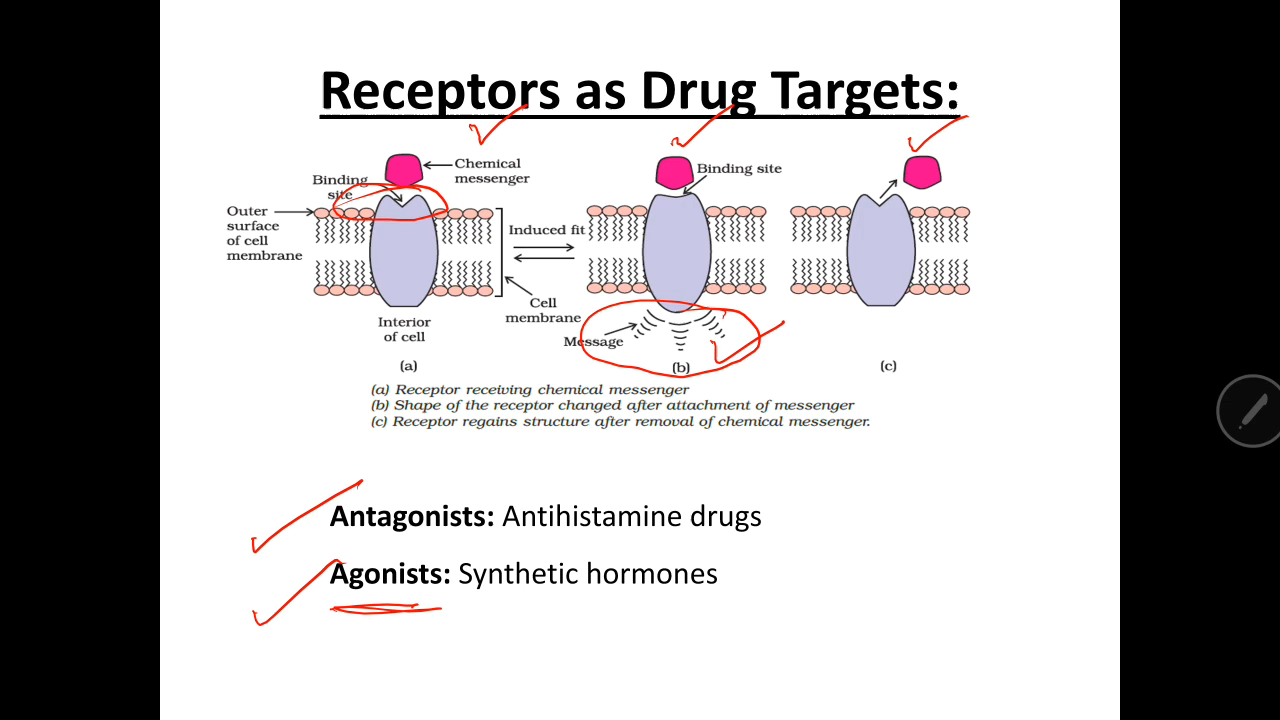 Receptors as Drug Targets:
Chemical
messenger
Binding
site
Outer
surface
of cell
membrane
Induced fit
Cell
membrane
Interior
of cell
(a)
Binding site
Message
(b)
(c)
(a) Receptor receiving chemical messenger
(b) Shape of the receptor changed after attachment of messenger
(c) Receptor regains structure after removal of chemical messenger.
Antagonists: Antihistamine drugs
Agonists: Synthetic hormones